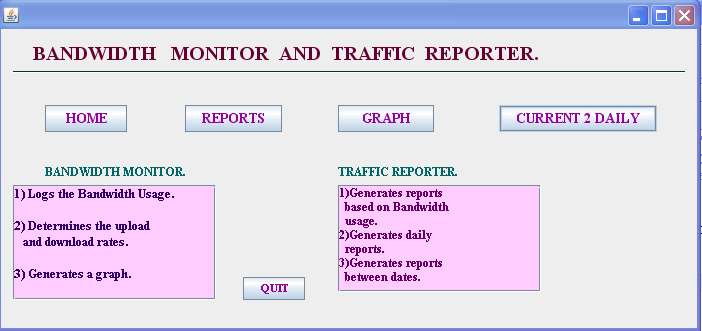 BANDWIDTH MONITOR AND TRAFFIC REPORTER.
HOME
REPORTS
GRAPH
CURRENT 2 DAILY
BANDWIDTH MONITOR.
1) Logs the Bandwidth Usage.
2) Determines the upload
and download rates.
3) Generates a graph.
TRAFFIC REPORTER.
1)Generates reports
based on Bandwidth
usage.
2)Generates daily
reports.
3)Generates reports
between dates.
QUIT